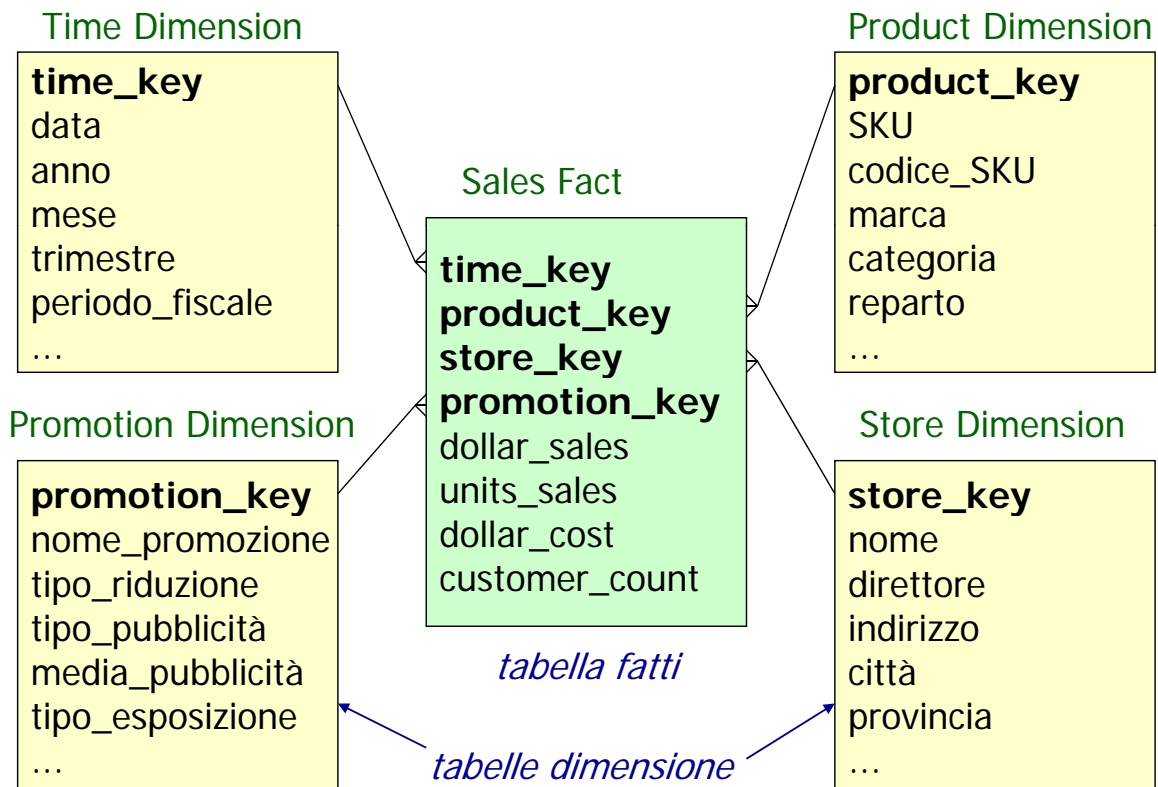 Time Dimension
time_key
data
anno
mese
trimestre
periodo_fiscale
...
Product Dimension
product_key
SKU
codice_SKU
marca
categoria
reparto
...
Sales Fact
time_key
product_key
store_key
promotion_key
dollar_sales
units_sales
dollar_cost
customer_count
tabella fatti
Promotion Dimension
promotion_key
nome_promozione
tipo_riduzione
tipo_pubblicità
media_pubblicità
tipo_esposizione
...
Store Dimension
store_key
nome
direttore
indirizzo
città
provincia
...
tabelle dimensione